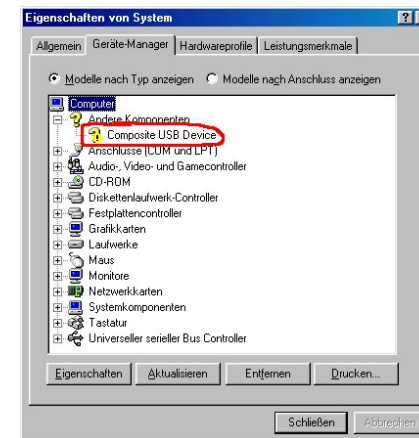 Eigenschaften von System
Allgemein Geräte-Manager Hardwareprofile Leistungsmerkmale
Modelle nach Typ anzeigen Modelle nach Anschluss anzeigen
Computer
Andere Komponenten
Composite USB Device
Anschlüsse (COM und LPT)
Audio-, Video- und Gamecontroller
CD-ROM
Diskettenlaufwerk-Controller
Festplattencontroller
Grafikkarten
Laufwerke
Maus
Monitore
Netzwerkkarten
Systemkomponenten
Tastatur
Universeller serieller Bus Controller
Eigenschaften Aktualisieren Entfernen Drucken...
Schließen Abbrechen